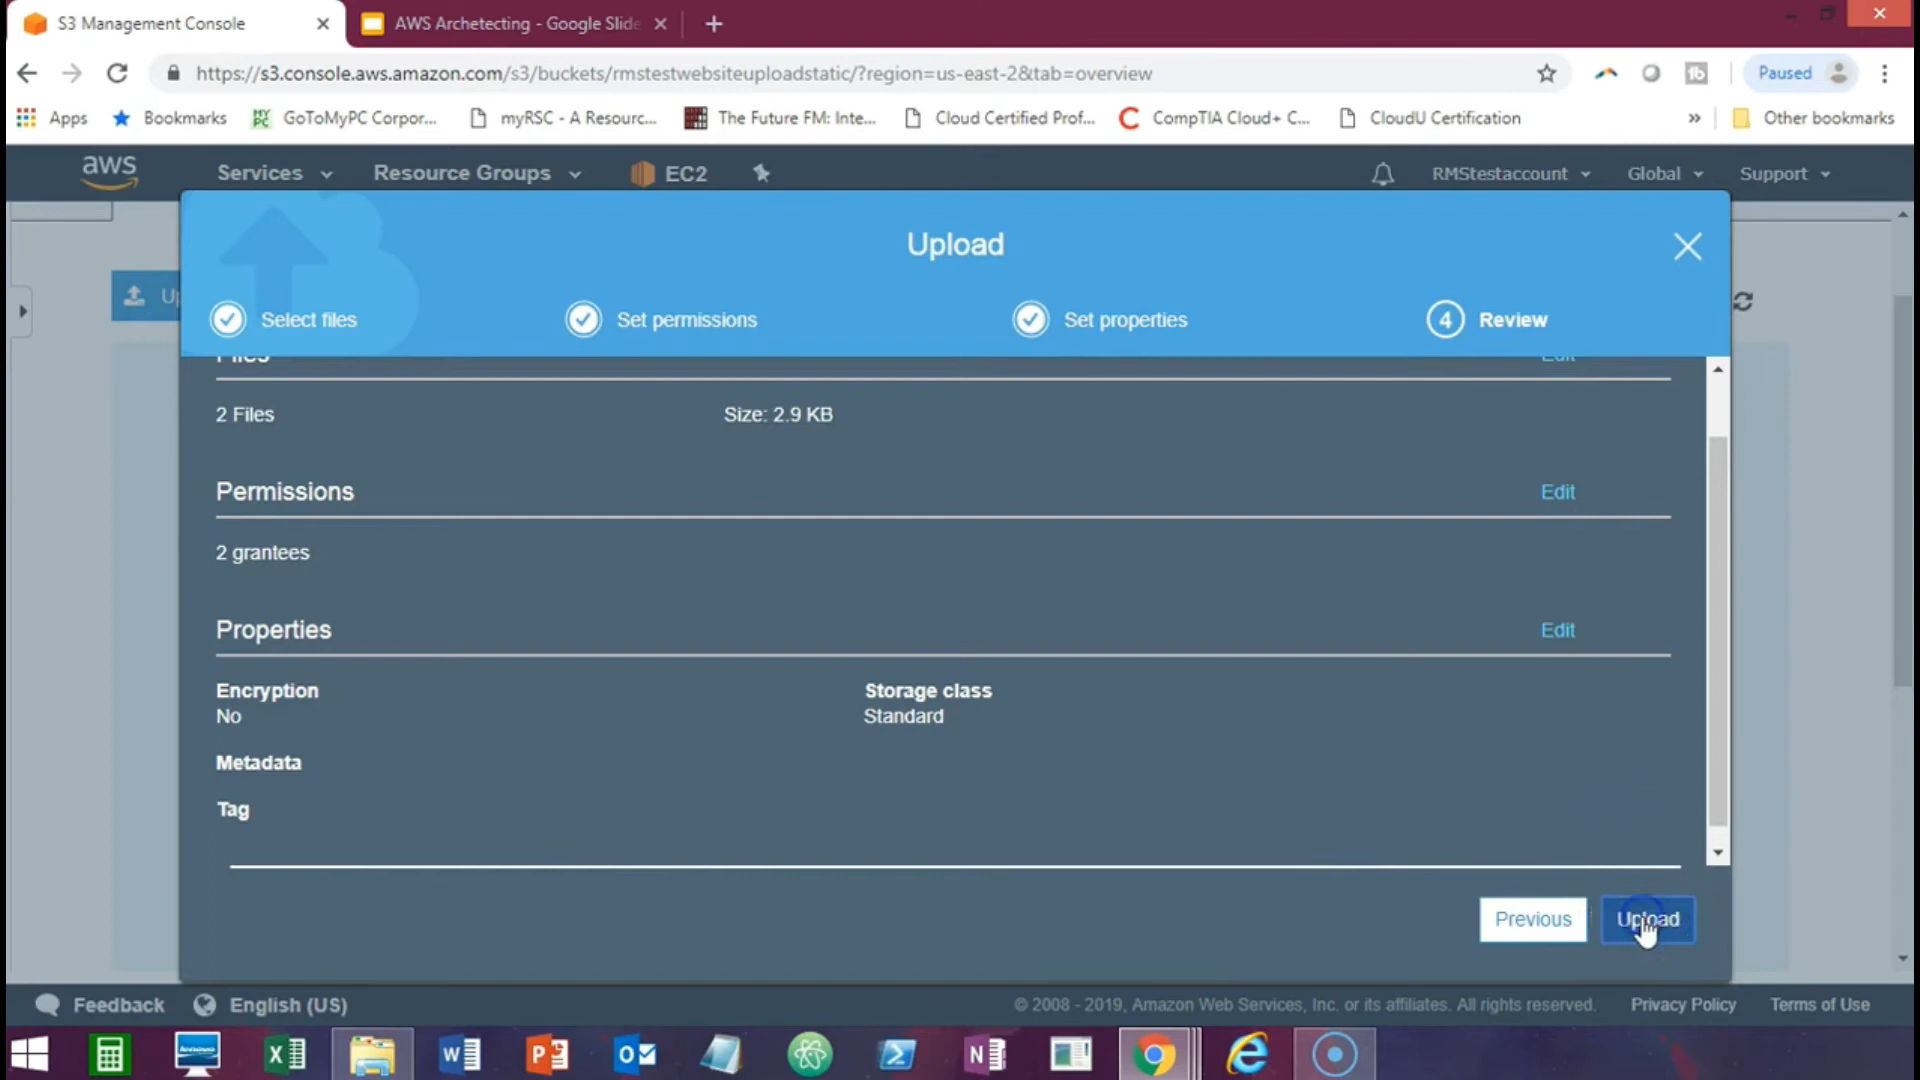 S3 Management Console
AWS Archetecting - Google Slide
https://s3.console.aws.amazon.com/s3/buckets/rmstestwebsiteuploadstatic/?region=us-east-2&tab=overview
Paused
Apps
Bookmarks
GoToMyPC Corpor...
myRSC - A Resourc...
The Future FM: Inte...
Cloud Certified Prof...
CompTIA Cloud+ C...
CloudU Certification
»
Other bookmarks
aws
Services
Resource Groups
EC2
RMStestaccount
Global
Support
Upload
Select files
Set permissions
Set properties
4 Review
Files
Edit
2 Files
Size: 2.9 KB
Permissions
Edit
2 grantees
Properties
Edit
Encryption
No
Storage class
Standard
Metadata
Tag
Previous
Upload
Feedback
English (US)
© 2008 - 2019, Amazon Web Services, Inc. or its affiliates. All rights reserved.
Privacy Policy
Terms of Use